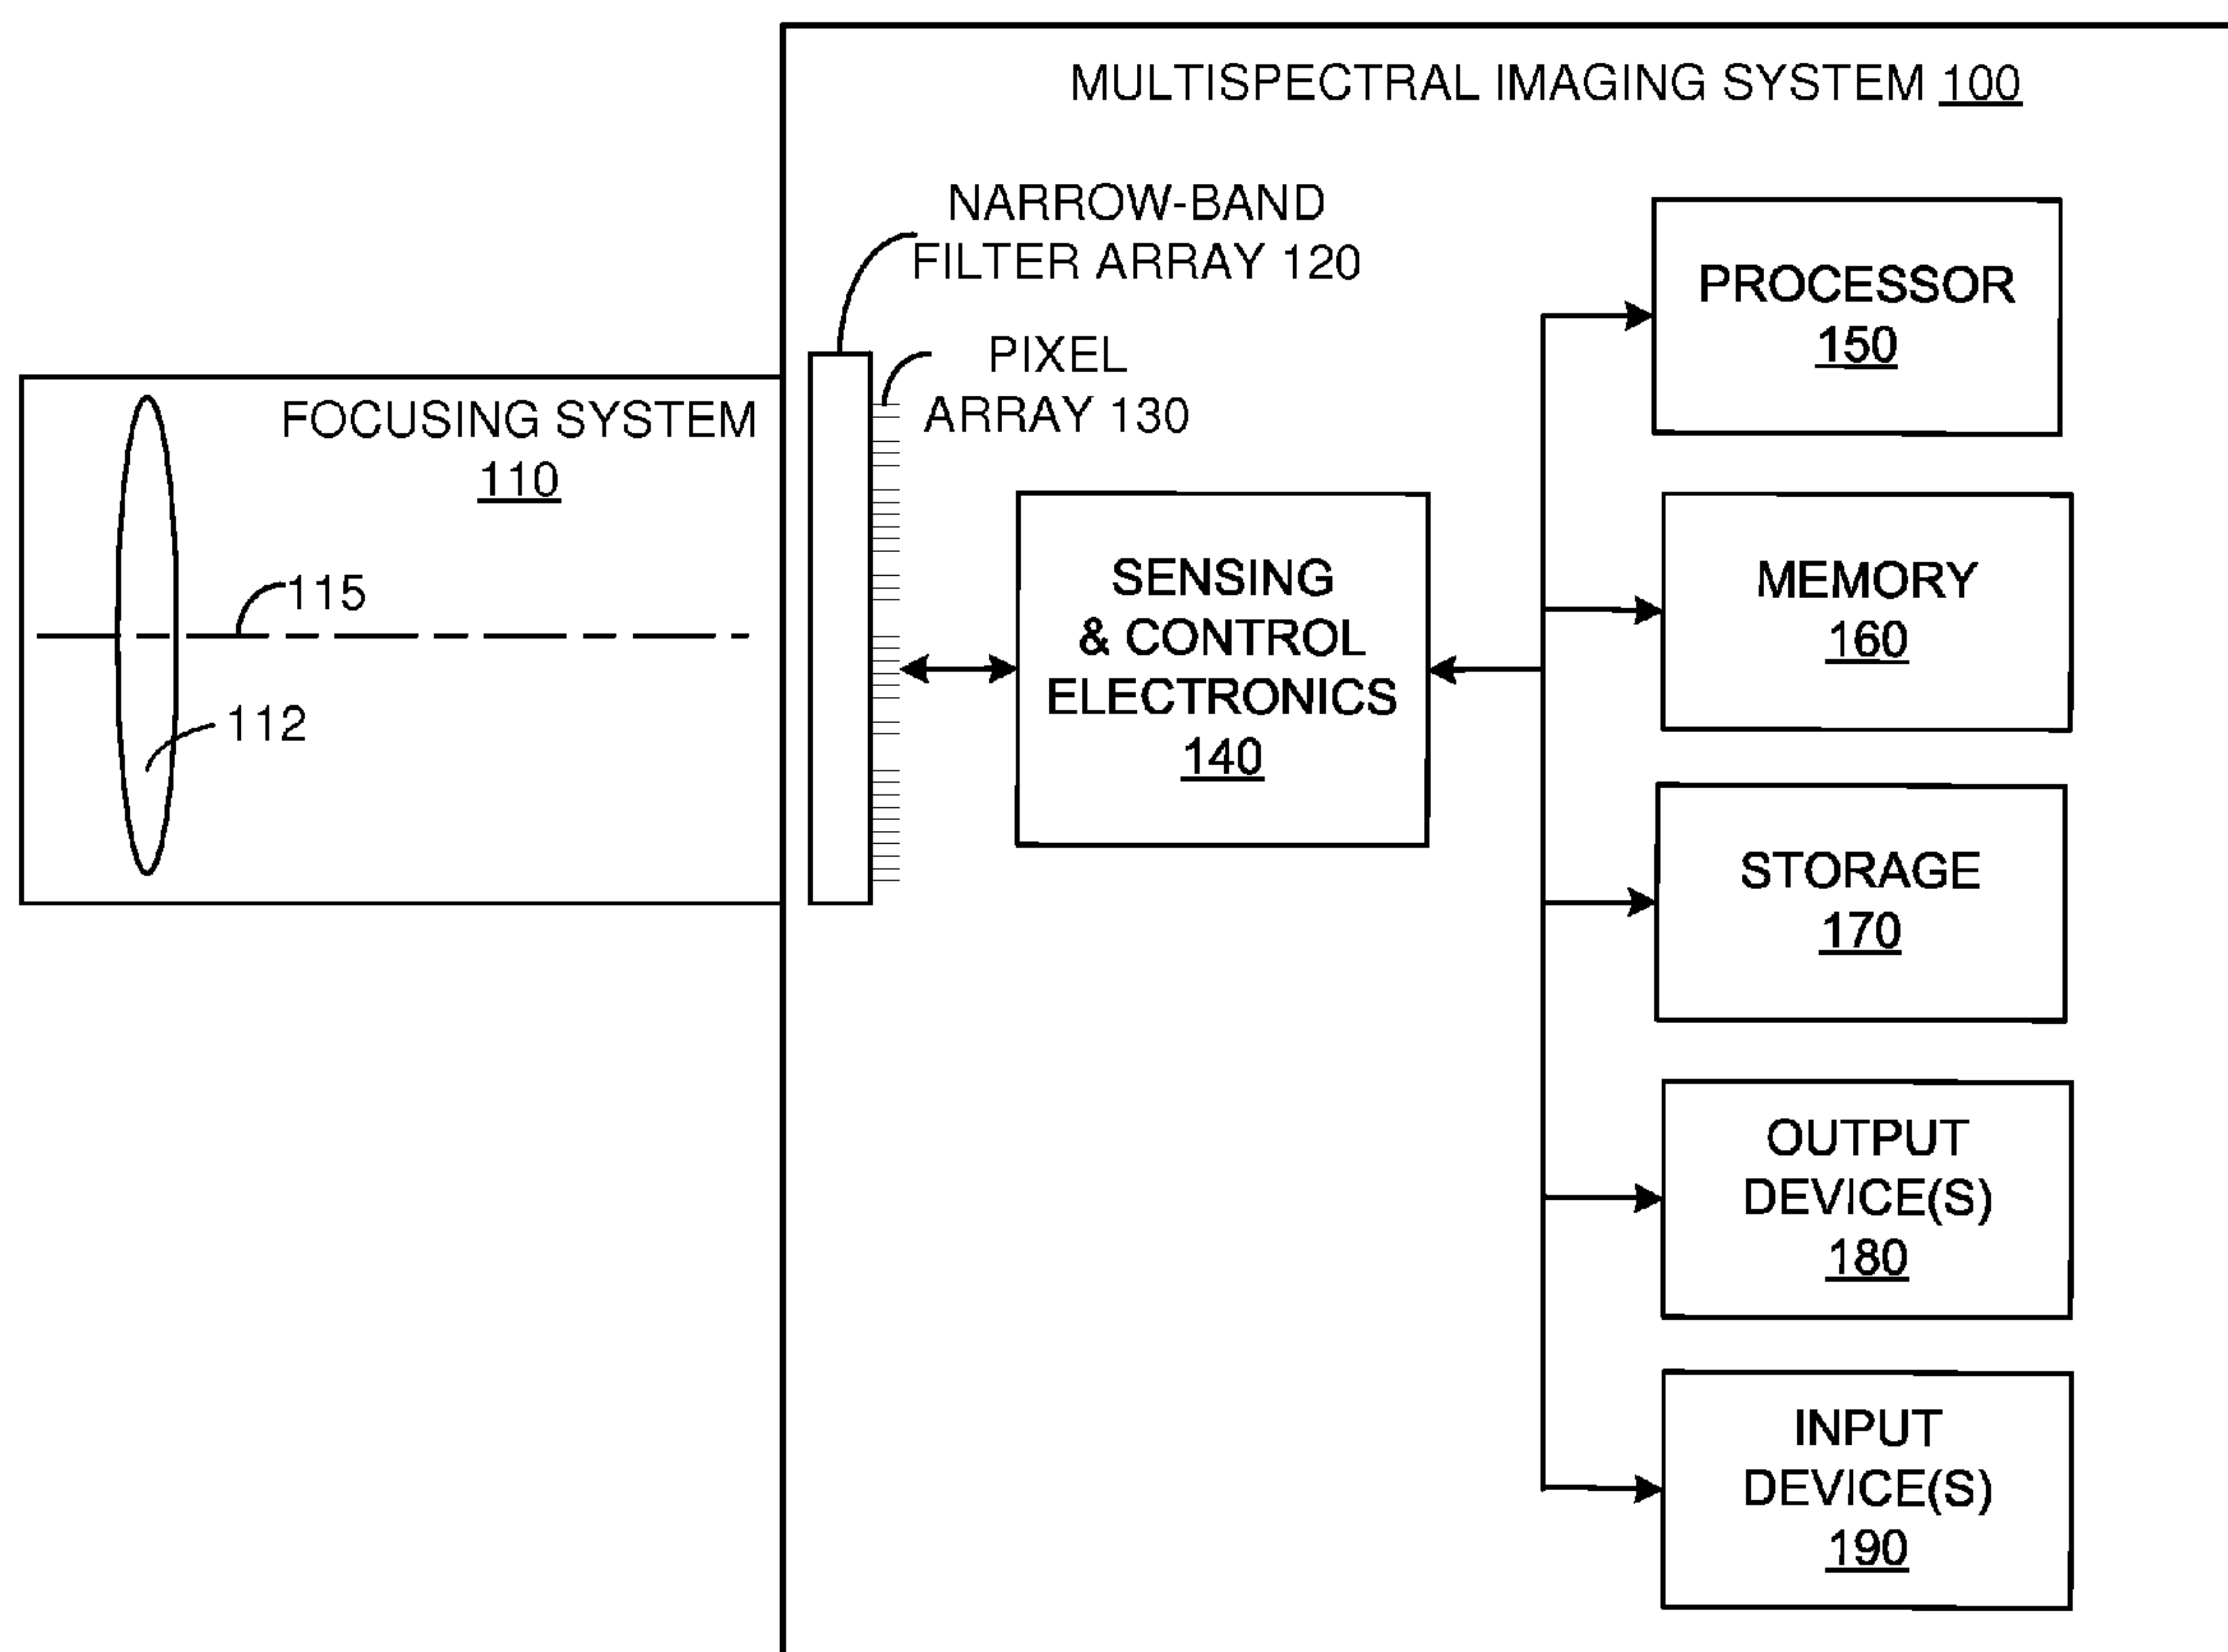 MULTISPECTRAL IMAGING SYSTEM 100
NARROW-BAND
FILTER ARRAY 120
PIXEL
ARRAY 130
FOCUSING SYSTEM
110
115
112
SENSING
& CONTROL
ELECTRONICS
140
PROCESSOR
150
MEMORY
160
STORAGE
170
OUTPUT
DEVICE(S)
180
INPUT
DEVICE(S)
190